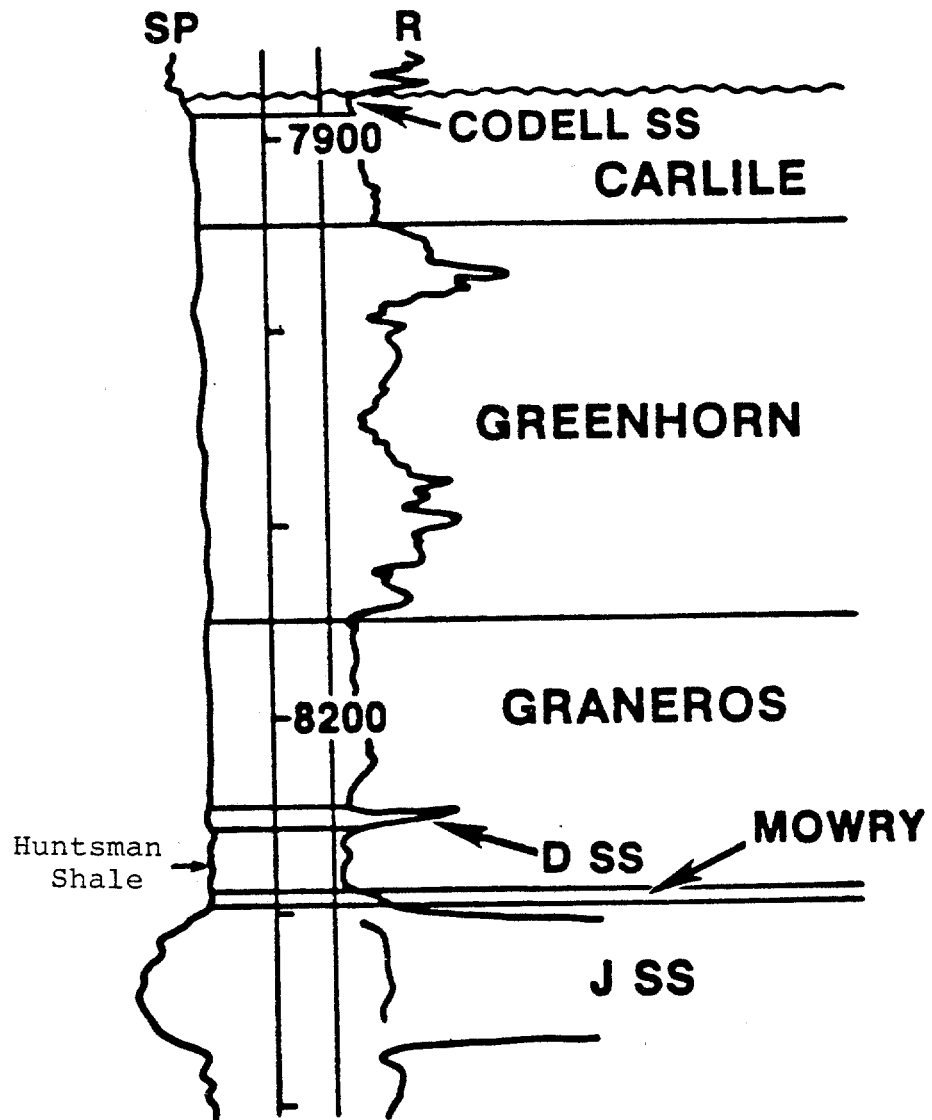 SP R
CODELL SS
7900
CARLILE
GREENHORN
GRANEROS
8200
MOWRY
D SS
Huntsman
Shale
J SS